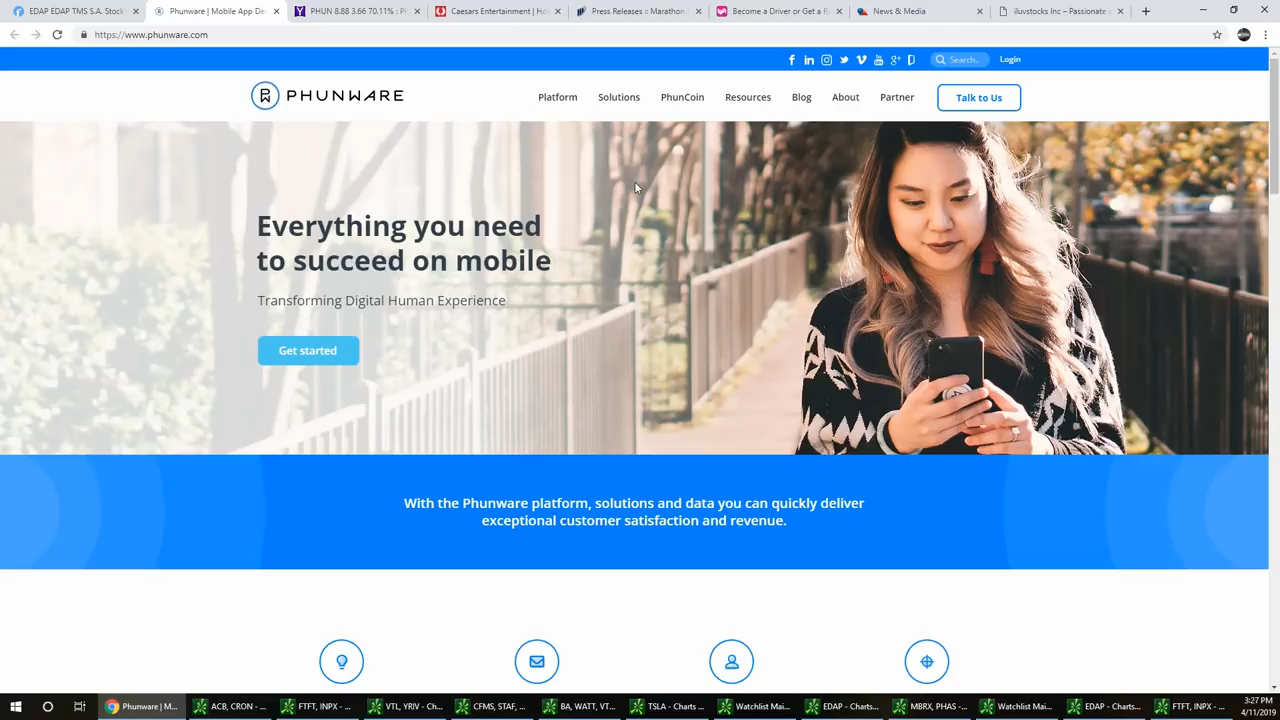 EDAP EDAP TMS S.A. Stock
Phunware | Mobile App De
PHUN 8.88 3.66 70.11% : P
Caesars Entertainment | Ho
Press Releases :: Marathon
Become a Driver or Get a R
News & Media
iluvstocks Inc – Passionate
https://www.phunware.com
Search..
Login
PHUNWARE
Platform
Solutions
PhunCoin
Resources
Blog
About
Partner
Talk to Us
Everything you need
to succeed on mobile
Transforming Digital Human Experience
Get started
With the Phunware platform, solutions and data you can quickly deliver
exceptional customer satisfaction and revenue.
Phunware | M...
ACB, CRON - ...
FTFT, INPX - ...
VTL, YRIV - Ch...
CFMS, STAF, ...
BA, WATT, VT...
TSLA - Charts ...
Watchlist Mai...
EDAP - Charts...
MBRX, PHAS - ...
Watchlist Mai...
EDAP - Charts...
FTFT, INPX - ...
3:27 PM
4/11/2019